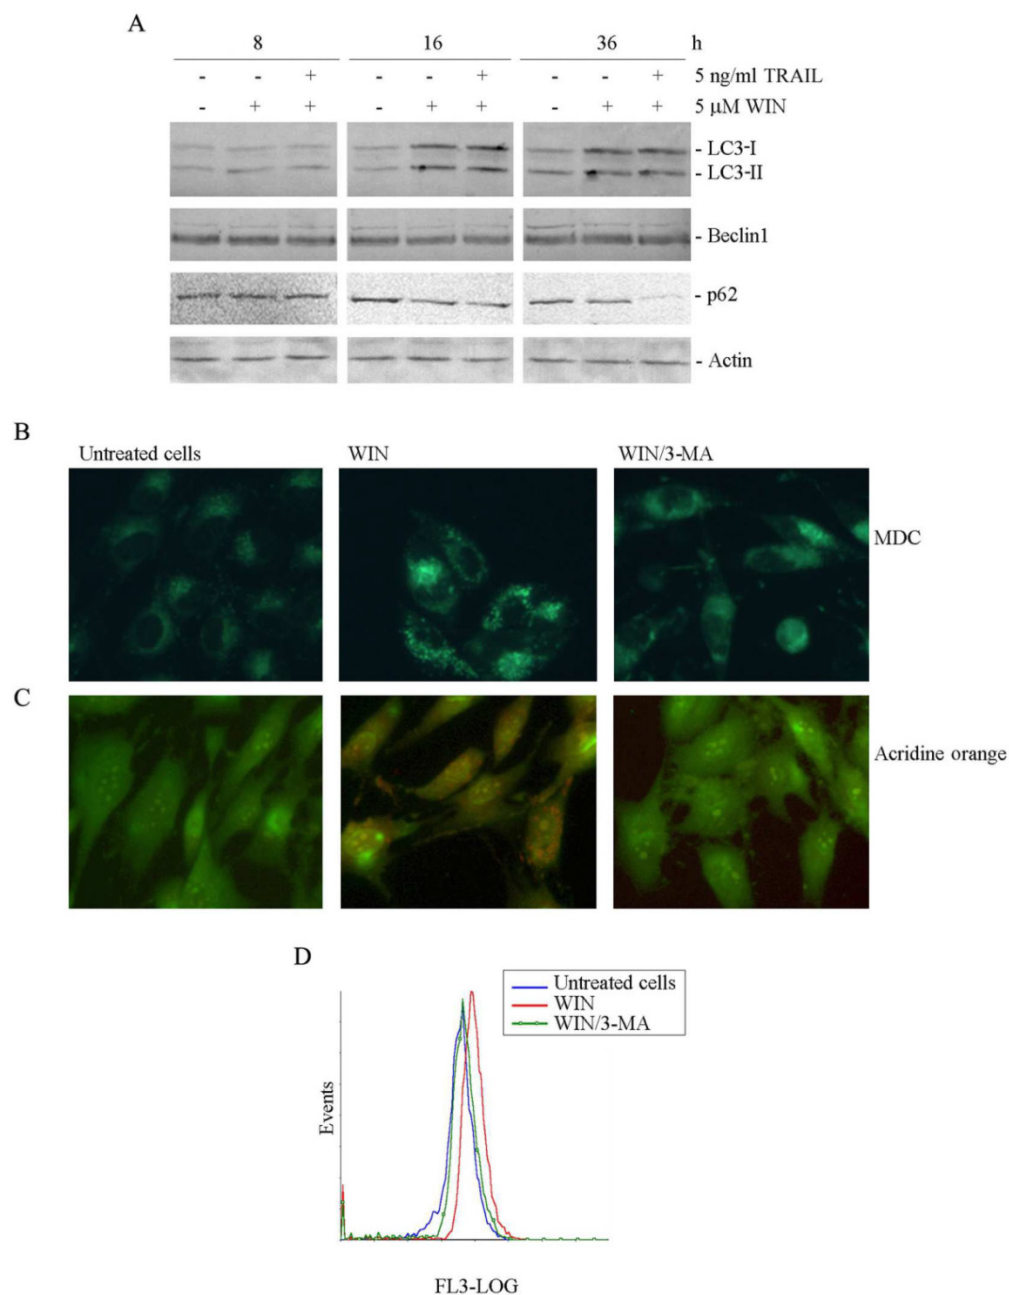 A
8 16 36 h
- - + - - + - - + 5 ng/ml TRAIL
- + + - + + - + + 5 μM WIN
- LC3-I
- LC3-II
- Beclin1
- p62
- Actin
B
Untreated cells WIN WIN/3-MA
MDC
C
Acridine orange
D
Untreated cells
WIN
WIN/3-MA
Events
FL3-LOG